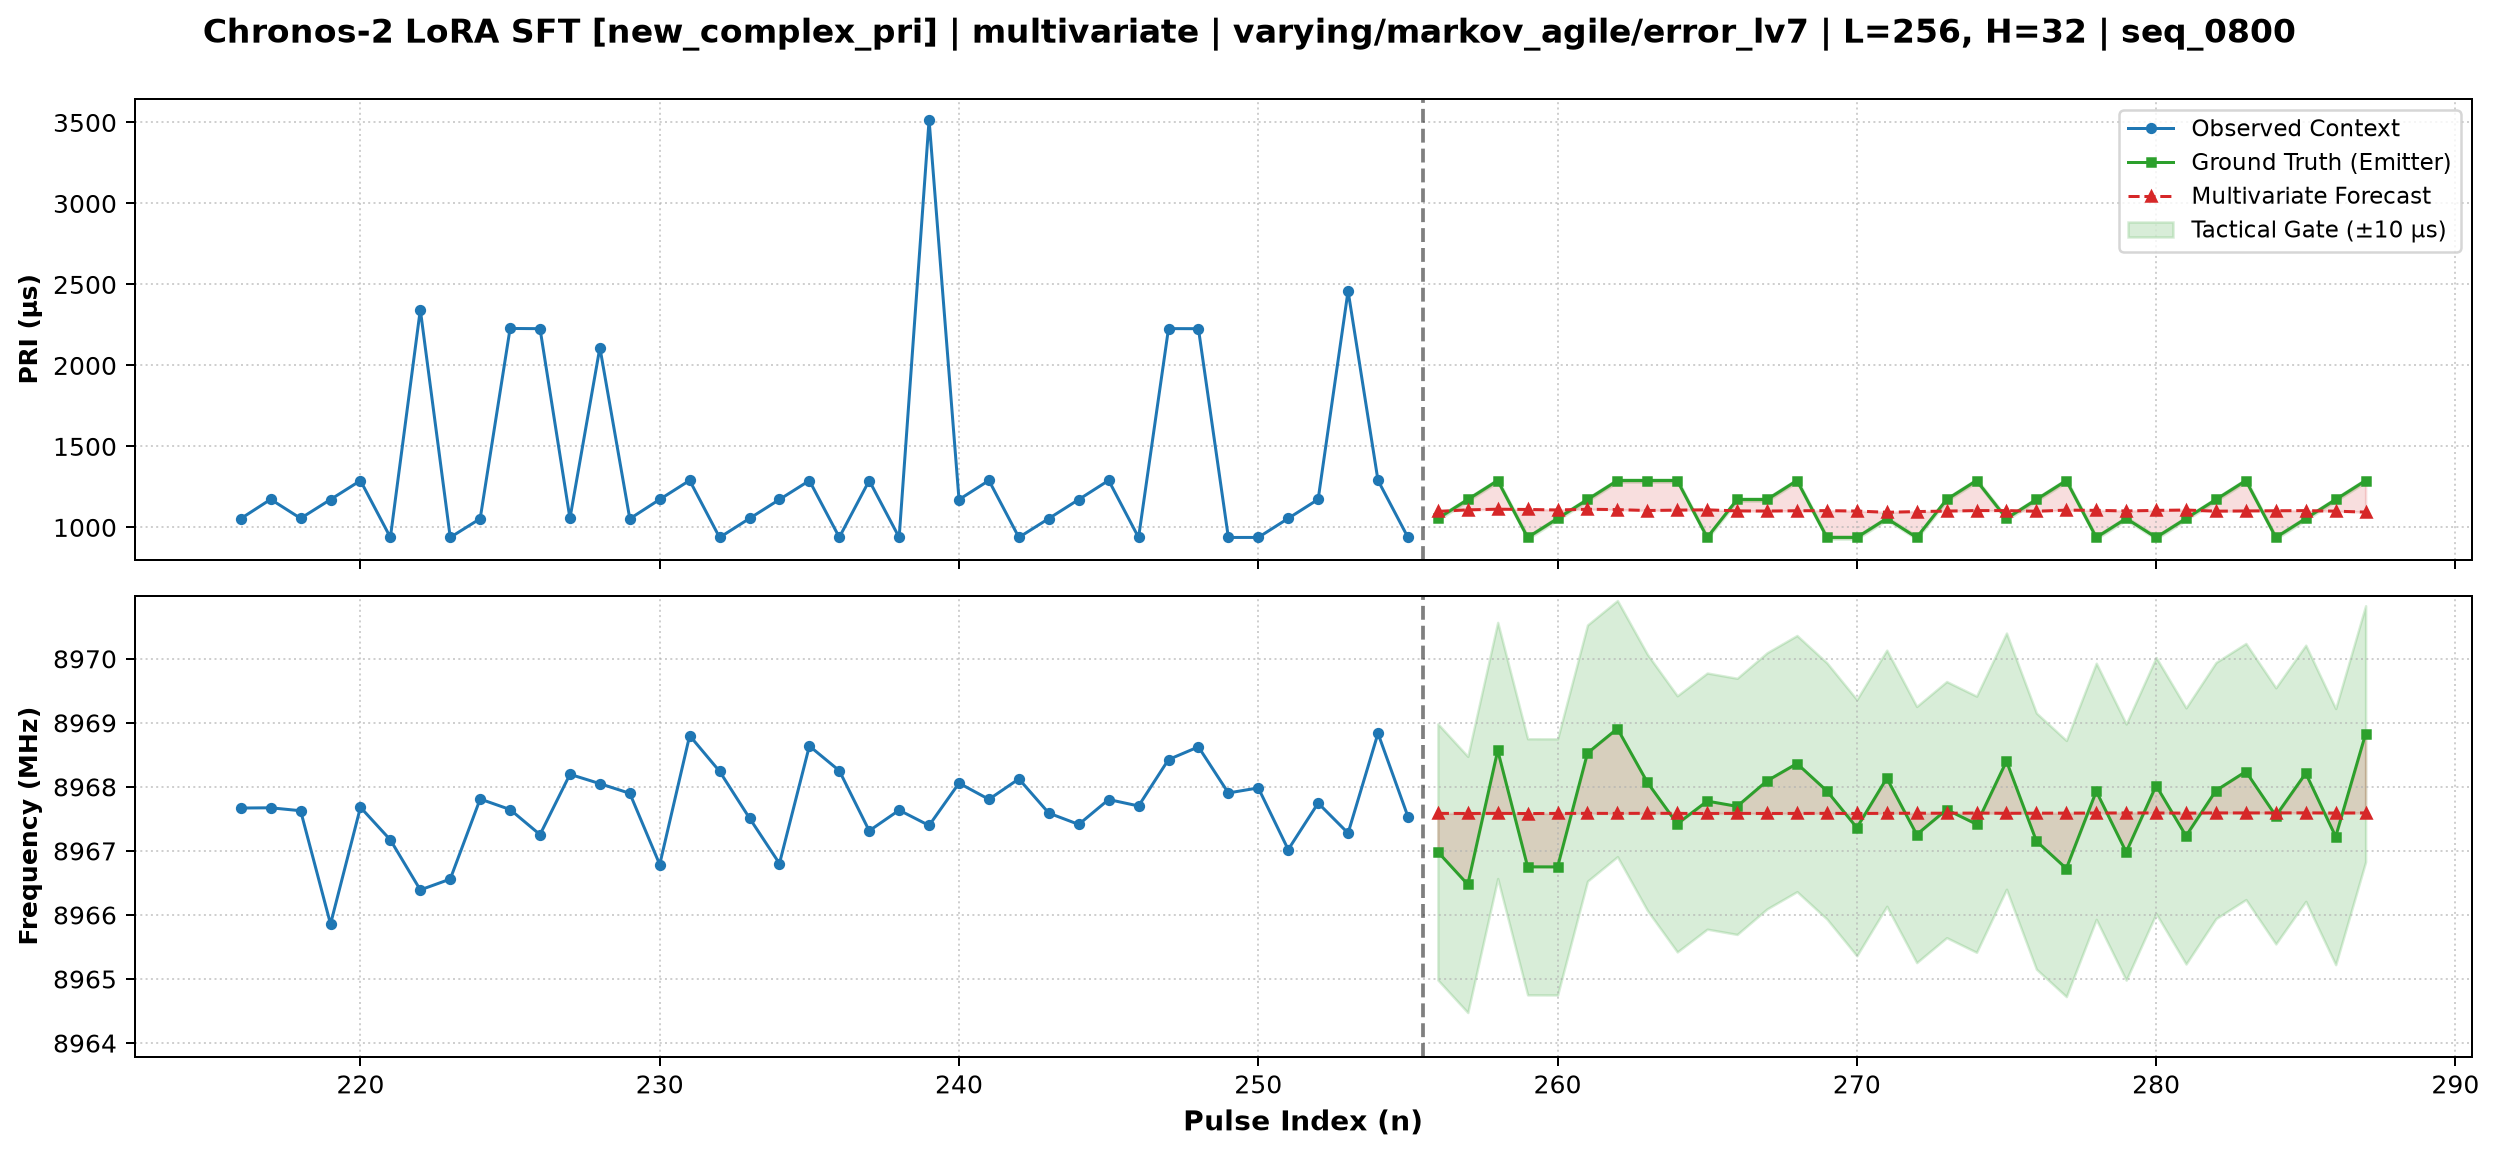 Chronos-2 LoRA SFT [new_complex_pri] | multivariate | varying/markov_agile/error_lv7 | L=256, H=32 | seq_0800
PRI (µs)
3500
3000
2500
2000
1500
1000
Observed Context
Ground Truth (Emitter)
Multivariate Forecast
Tactical Gate (±10 µs)
Frequency (MHz)
8970
8969
8968
8967
8966
8965
8964
220 230 240 250 260 270 280 290
Pulse Index (n)